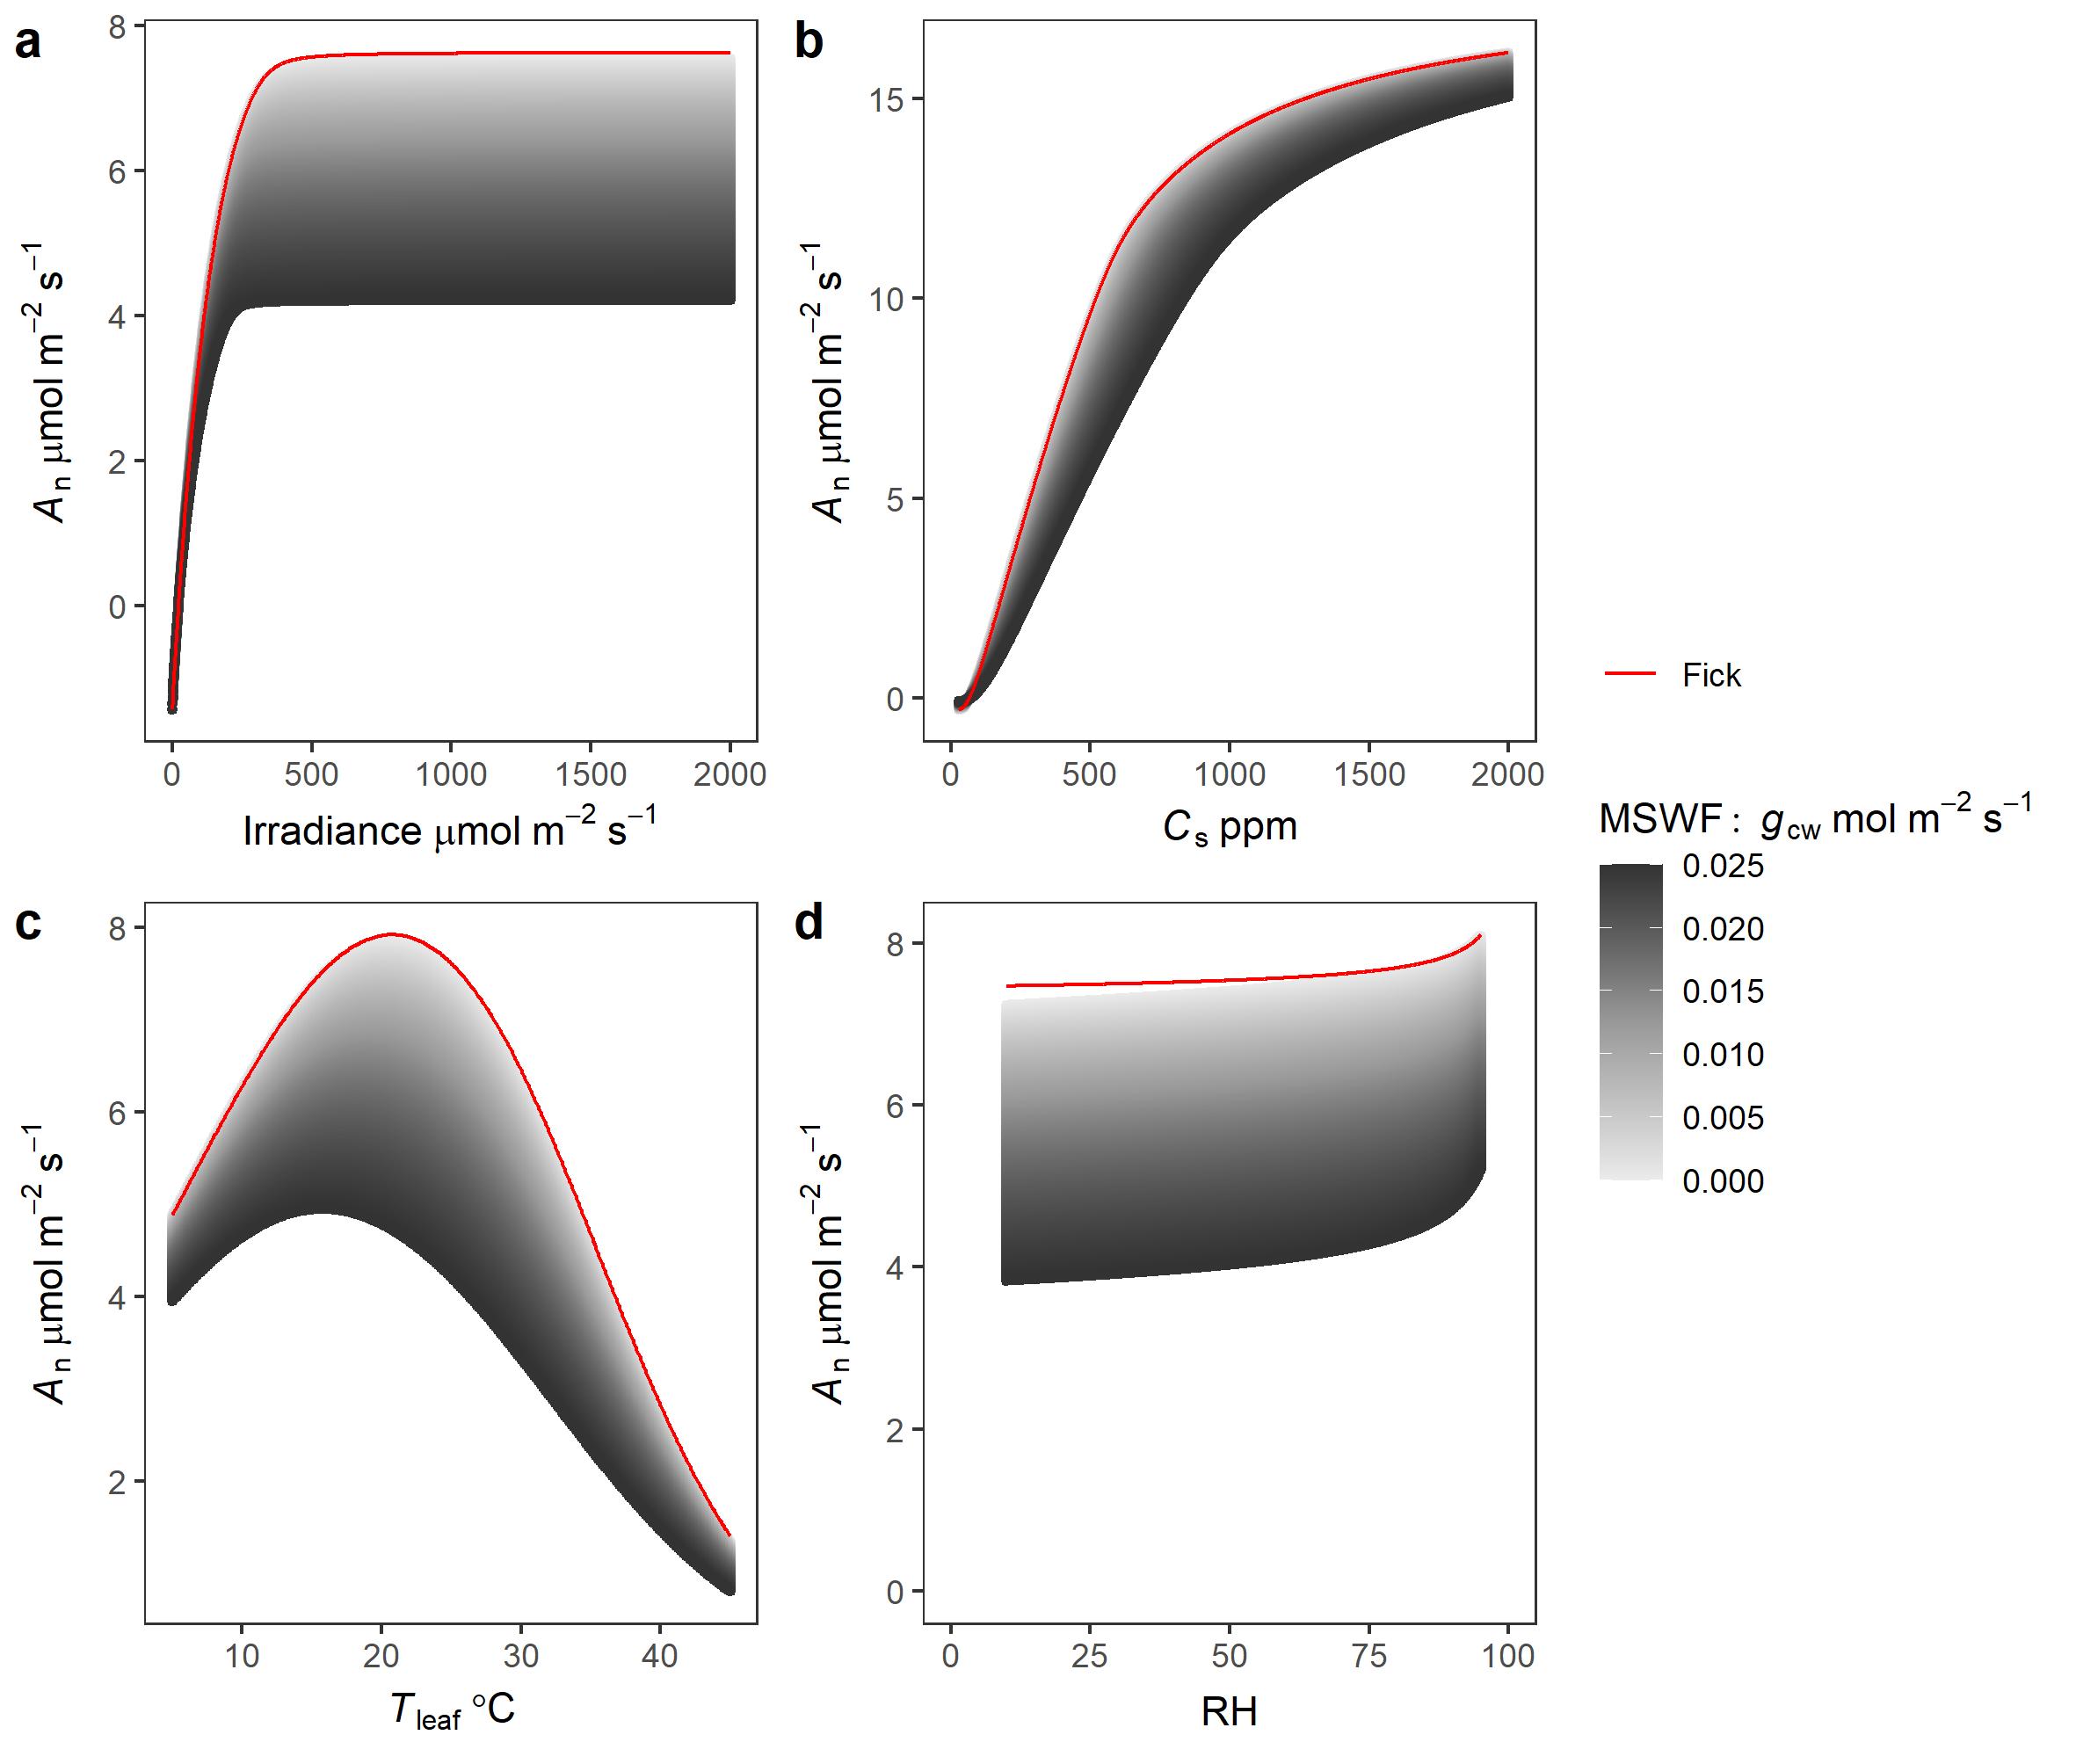 a
8
6
4
2
0
A n μmol m−2 s−1
0 500 1000 1500 2000
Irradiance μmol m−2 s−1
b
15
10
5
0
A n μmol m−2 s−1
0 500 1000 1500 2000
C s ppm
c
8
6
4
2
A n μmol m−2 s−1
10 20 30 40
T leaf °C
d
8
6
4
2
0
A n μmol m−2 s−1
0 25 50 75 100
RH
Fick
MSWF: g cw mol m−2 s−1
0.025
0.020
0.015
0.010
0.005
0.000